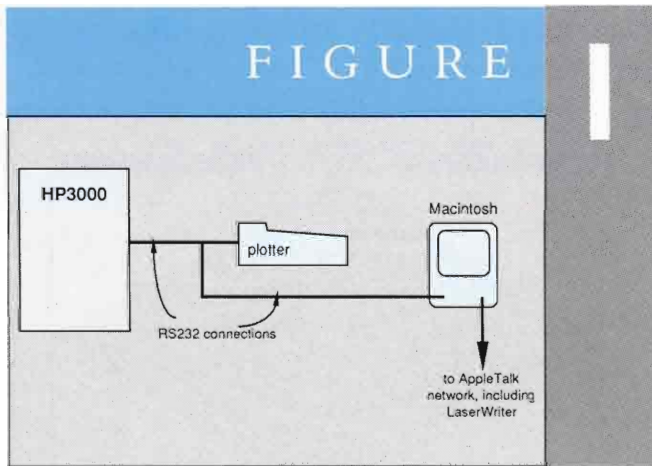 FIGURE I
HP3000
Macintosh
plotter
RS232 connections
to AppleTalk
network, including
LaserWriter